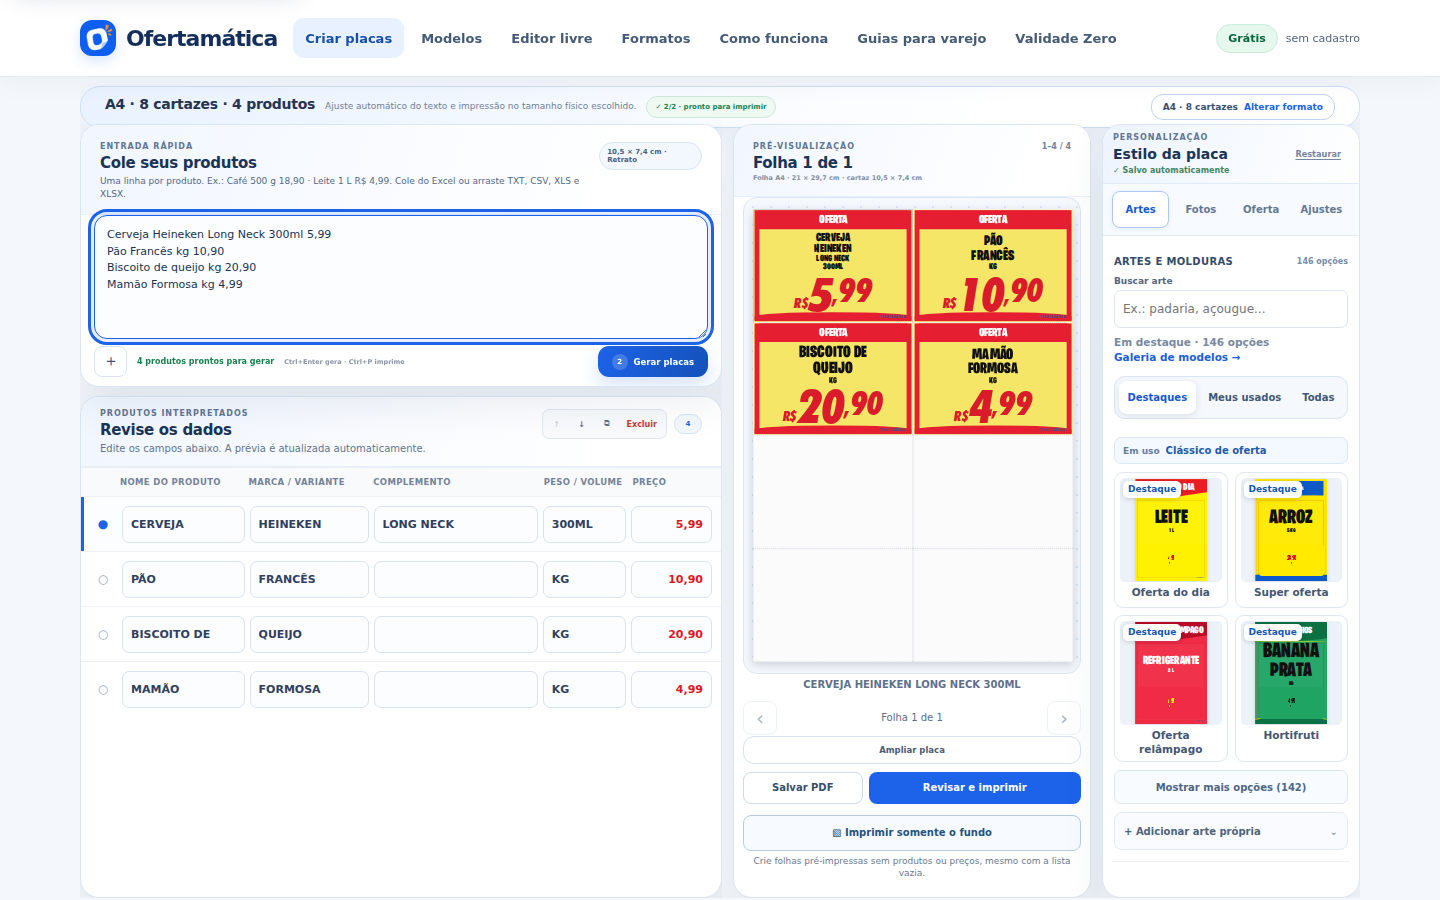 Ofertamática
Criar placas
Modelos
Editor livre
Formatos
Como funciona
Guias para varejo
Validade Zero
Grátis
sem cadastro
A4 · 8 cartazes · 4 produtos
Ajuste automático do texto e impressão no tamanho físico escolhido.
✓ 2/2 · pronto para imprimir
A4 · 8 cartazes Alterar formato
ENTRADA RÁPIDA
Cole seus produtos
Uma linha por produto. Ex.: Café 500 g 18,90 · Leite 1 L R$ 4,99. Cole do Excel ou arraste TXT, CSV, XLS e
XLSX.
10,5 × 7,4 cm ·
Retrato
Cerveja Heineken Long Neck 300ml 5,99
Pão Francês kg 10,90
Biscoito de queijo kg 20,90
Mamão Formosa kg 4,99
+
4 produtos prontos para gerar
Ctrl+Enter gera · Ctrl+P imprime
2 Gerar placas
PRODUTOS INTERPRETADOS
Revise os dados
Edite os campos abaixo. A prévia é atualizada automaticamente.
↑ ↓ ⧉ Excluir
4
NOME DO PRODUTO
MARCA / VARIANTE
COMPLEMENTO
PESO / VOLUME
PREÇO
CERVEJA HEINEKEN LONG NECK 300ML 5,99
PÃO FRANCÊS KG 10,90
BISCOITO DE QUEIJO KG 20,90
MAMÃO FORMOSA KG 4,99
PRÉ-VISUALIZAÇÃO
Folha 1 de 1
Folha A4 · 21 × 29,7 cm · cartaz 10,5 × 7,4 cm
1–4 / 4
OFERTA
CERVEJA
HEINEKEN
LONG NECK
300ML
R$ 5,99
OFERTA
PÃO
FRANCÊS
KG
R$ 10,90
OFERTA
BISCOITO DE
QUEIJO
KG
R$ 20,90
OFERTA
MAMÃO
FORMOSA
KG
R$ 4,99
CERVEJA HEINEKEN LONG NECK 300ML
‹
Folha 1 de 1
›
Ampliar placa
Salvar PDF
Revisar e imprimir
▧ Imprimir somente o fundo
Crie folhas pré-impressas sem produtos ou preços, mesmo com a lista
vazia.
PERSONALIZAÇÃO
Estilo da placa
✓ Salvo automaticamente
Restaurar
Artes
Fotos
Oferta
Ajustes
ARTES E MOLDURAS
146 opções
Buscar arte
Ex.: padaria, açougue...
Em destaque · 146 opções
Galeria de modelos →
Destaques
Meus usados
Todas
Em uso Clássico de oferta
Destaque
DIA
LEITE
1 L
Oferta do dia
Destaque
ARROZ
5KG
Super oferta
Destaque
REFRIGERANTE
2 L
Oferta
relâmpago
Destaque
BANANA
PRATA
Hortifruti
Mostrar mais opções (142)
+ Adicionar arte própria